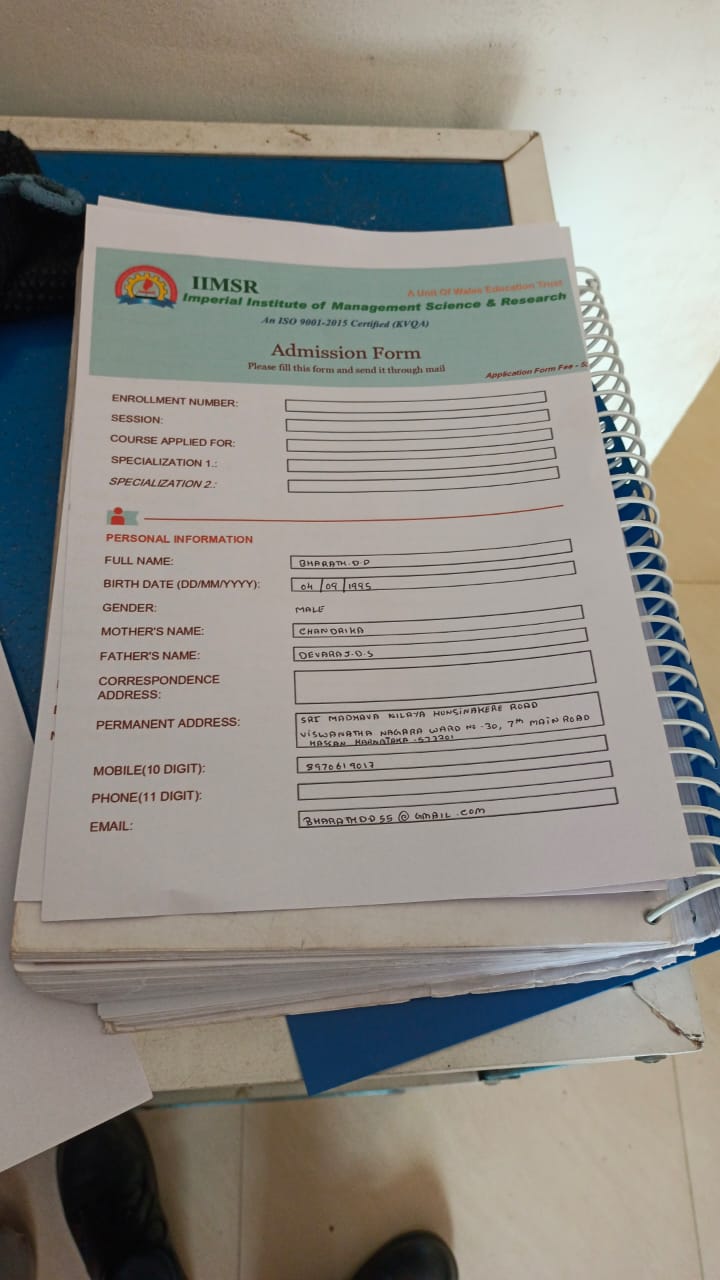 IIMSR
A Unit Of Wales Education Trust
Imperial Institute of Management Science & Research
An ISO 9001-2015 Certified (KVQA)
Admission Form
Please fill this form and send it through mail
Application Form Fee -
ENROLLMENT NUMBER:
SESSION:
COURSE APPLIED FOR:
SPECIALIZATION 1.:
SPECIALIZATION 2.:
PERSONAL INFORMATION
FULL NAME: BHARATH.D.D
BIRTH DATE (DD/MM/YYYY): 04 / 09 / 1995
GENDER: MALE
MOTHER'S NAME: CHANDRIKA
FATHER'S NAME: DEVARAJ.D.S
CORRESPONDENCE
ADDRESS:
PERMANENT ADDRESS: SRI MADHAVA NILAYA HUNSINAKERE ROAD
VISWANATHA NAGARA WARD NO -30, 7th MAIN ROAD
HASSAN KARNATAKA -573201
MOBILE(10 DIGIT): 8970619017
PHONE(11 DIGIT):
EMAIL: BHARATHDD55@GMAIL.COM